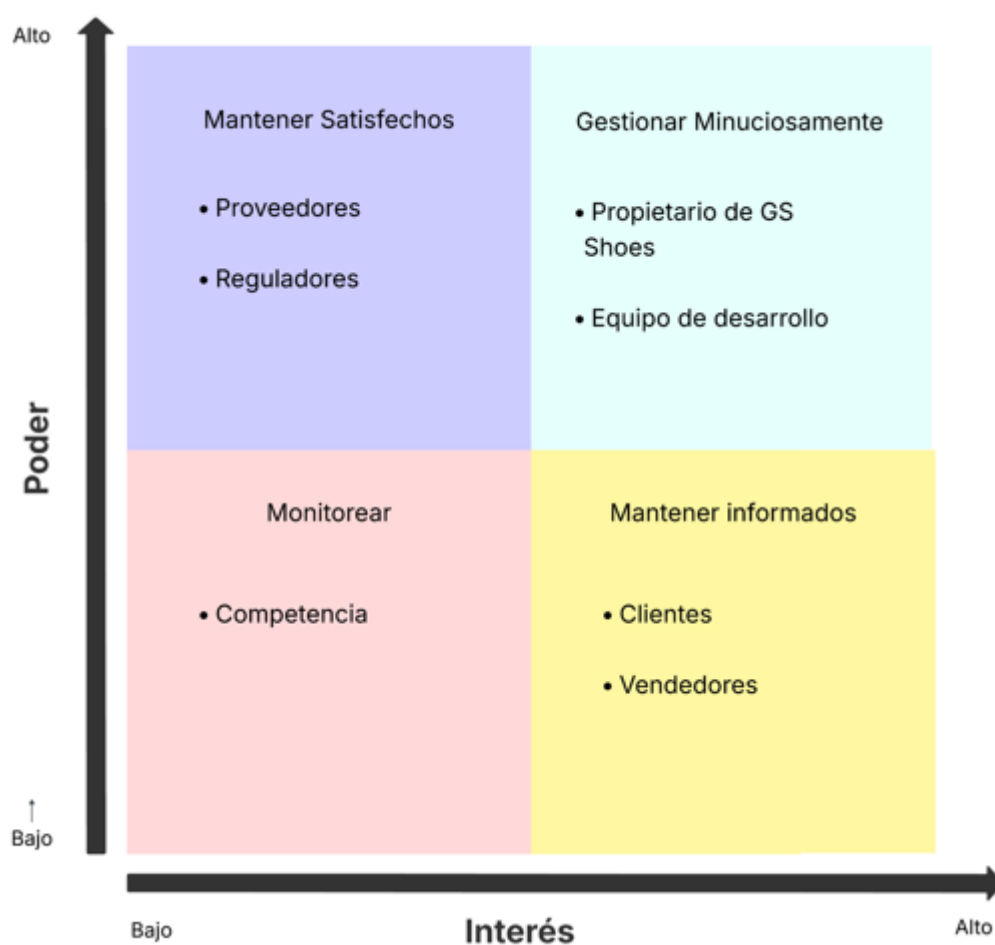 Alto
Mantener Satisfechos
• Proveedores
• Reguladores
Gestionar Minuciosamente
• Propietario de GS
Shoes
• Equipo de desarrollo
Poder
Monitorear
• Competencia
Mantener informados
• Clientes
• Vendedores
↑
Bajo
Bajo
Interés
Alto